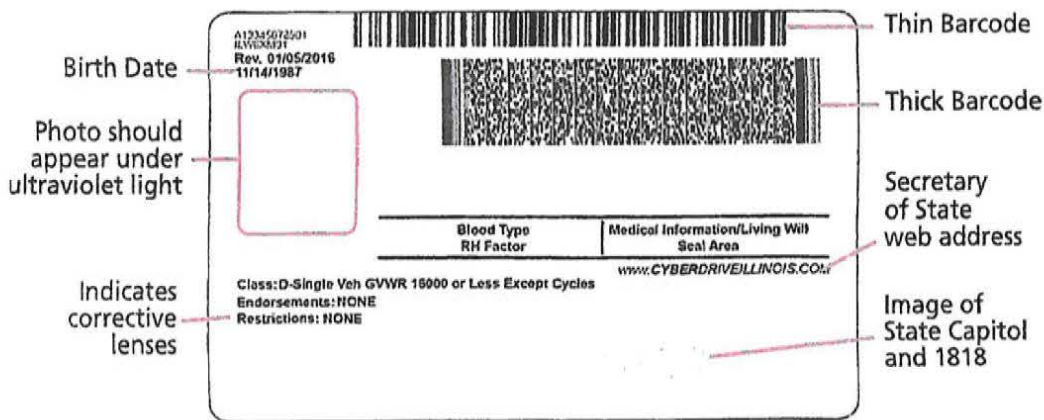 Thin Barcode
Rev. 01/05/2016
Birth Date
11/14/1987
Thick Barcode
Photo should
appear under
ultraviolet light
Secretary
of State
web address
Blood Type
RH Factor
Medical Information/Living Will
Seal Area
www.CYBERDRIVEILLINOIS.COM
Class:D-Single Veh GVWR 16000 or Less Except Cycles
Endorsements: NONE
Restrictions: NONE
Indicates
corrective
lenses
Image of
State Capitol
and 1818